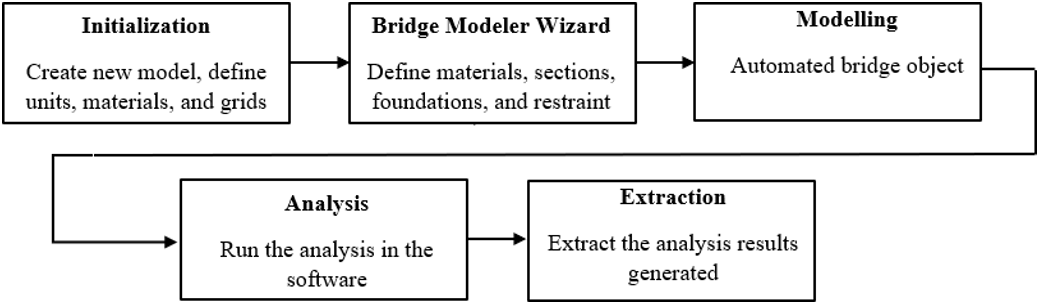 Initialization
Create new model, define
units, materials, and grids
Bridge Modeler Wizard
Define materials, sections,
foundations, and restraint
Modelling
Automated bridge object
Analysis
Run the analysis in the
software
Extraction
Extract the analysis results
generated